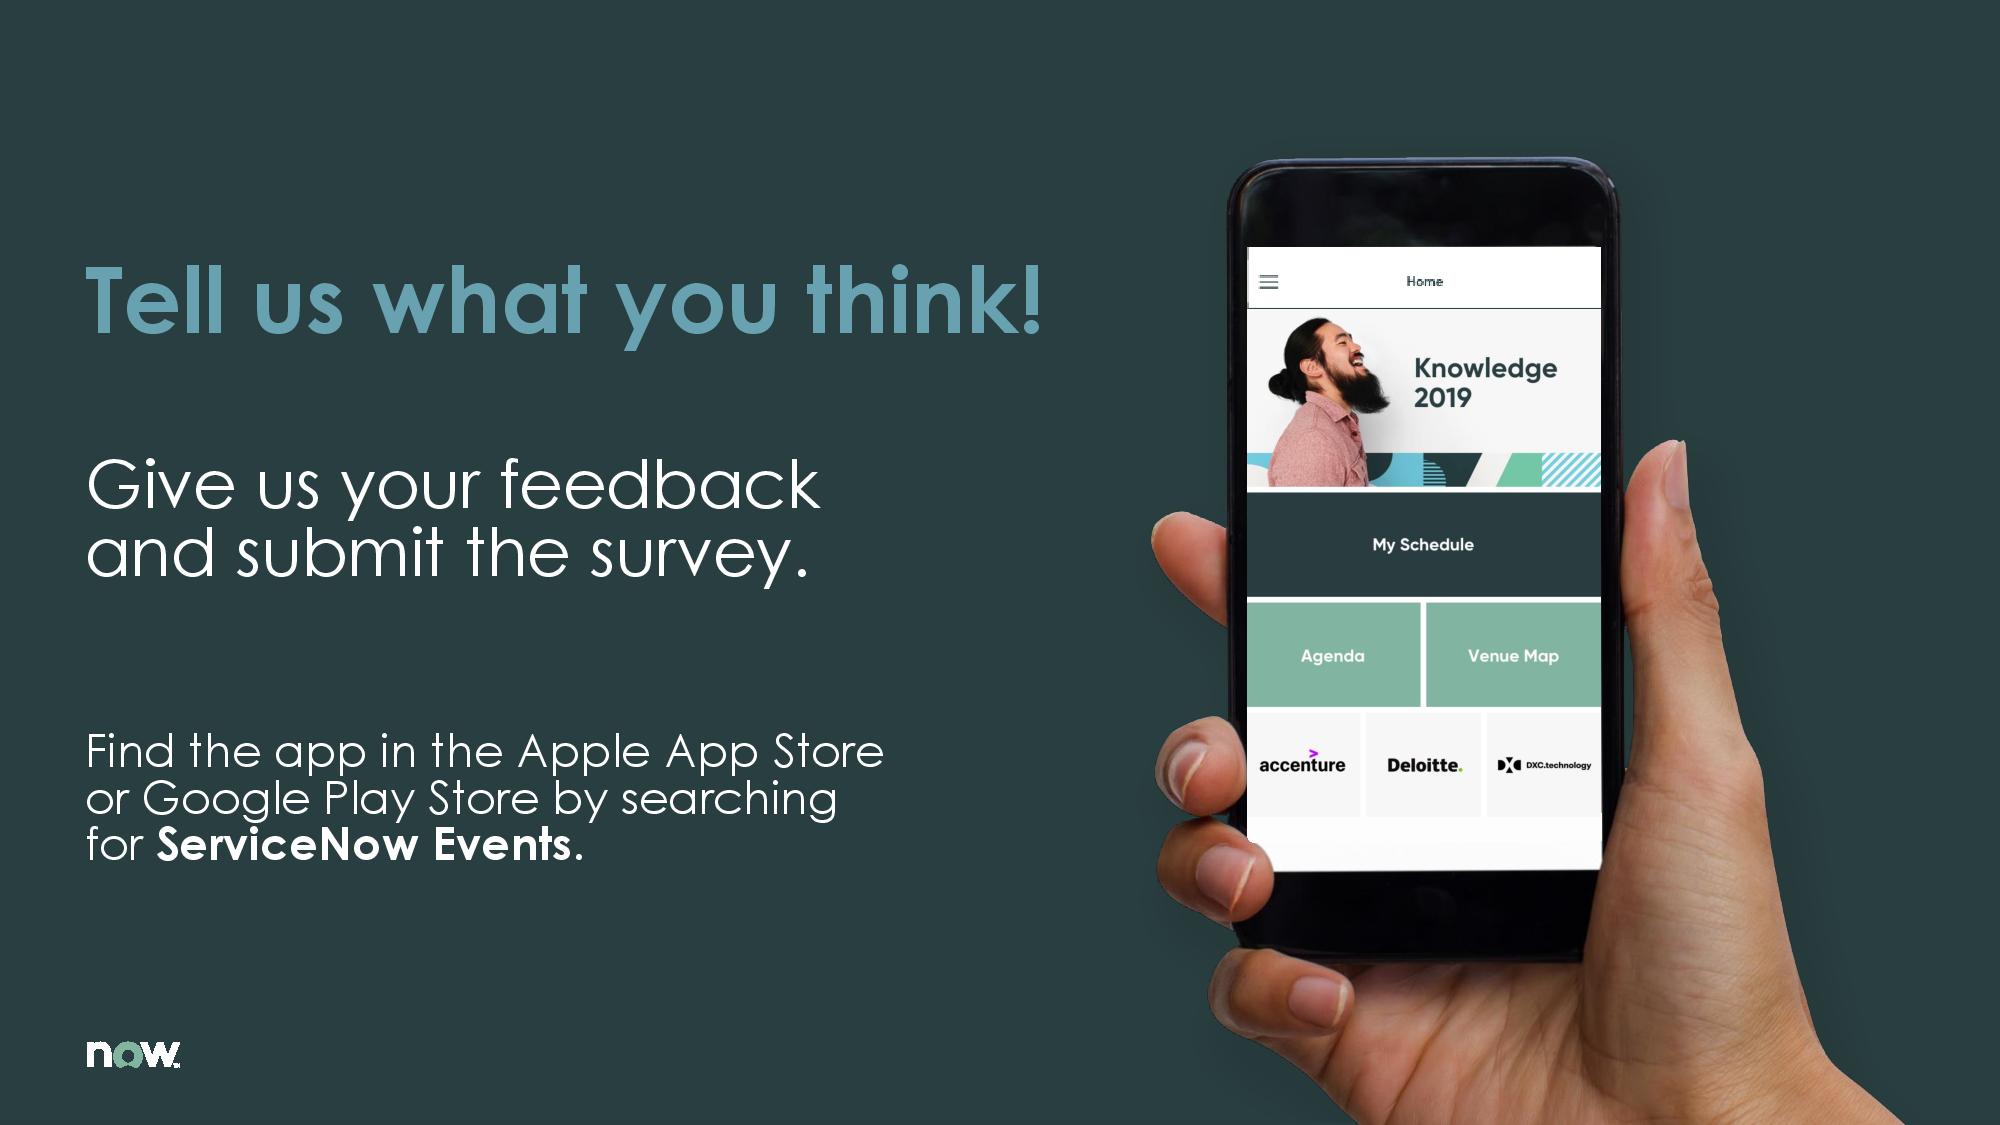 Tell us what you think!
Give us your feedback
and submit the survey.
Find the app in the Apple App Store
or Google Play Store by searching
for ServiceNow Events.
now.
Home
Knowledge
2019
My Schedule
Agenda
Venue Map
accenture
Deloitte.
DXC.technology